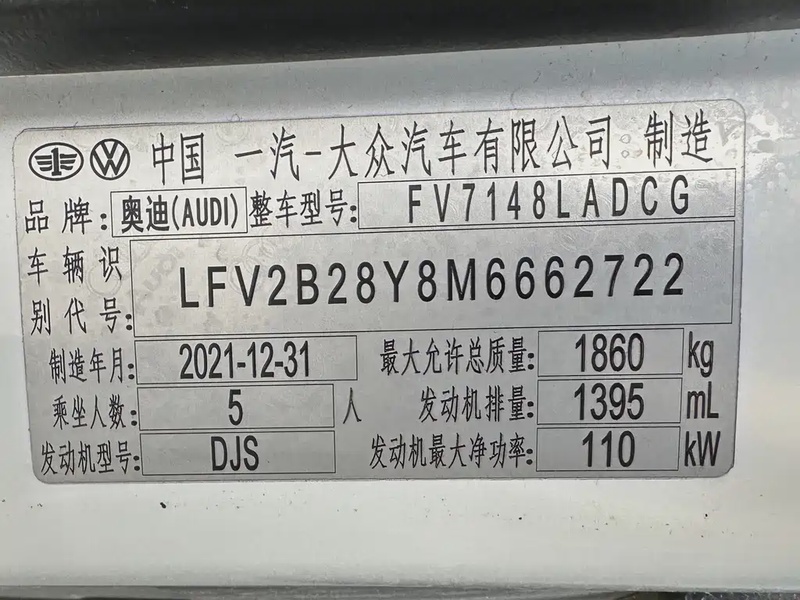 中国 一汽-大众汽车有限公司 制造
品牌: 奥迪(AUDI) 整车型号: FV7148LADCG
车辆识别代号: LFV2B28Y8M6662722
制造年月: 2021-12-31 最大允许总质量: 1860 kg
乘坐人数: 5 人 发动机排量: 1395 mL
发动机型号: DJS 发动机最大净功率: 110 kW